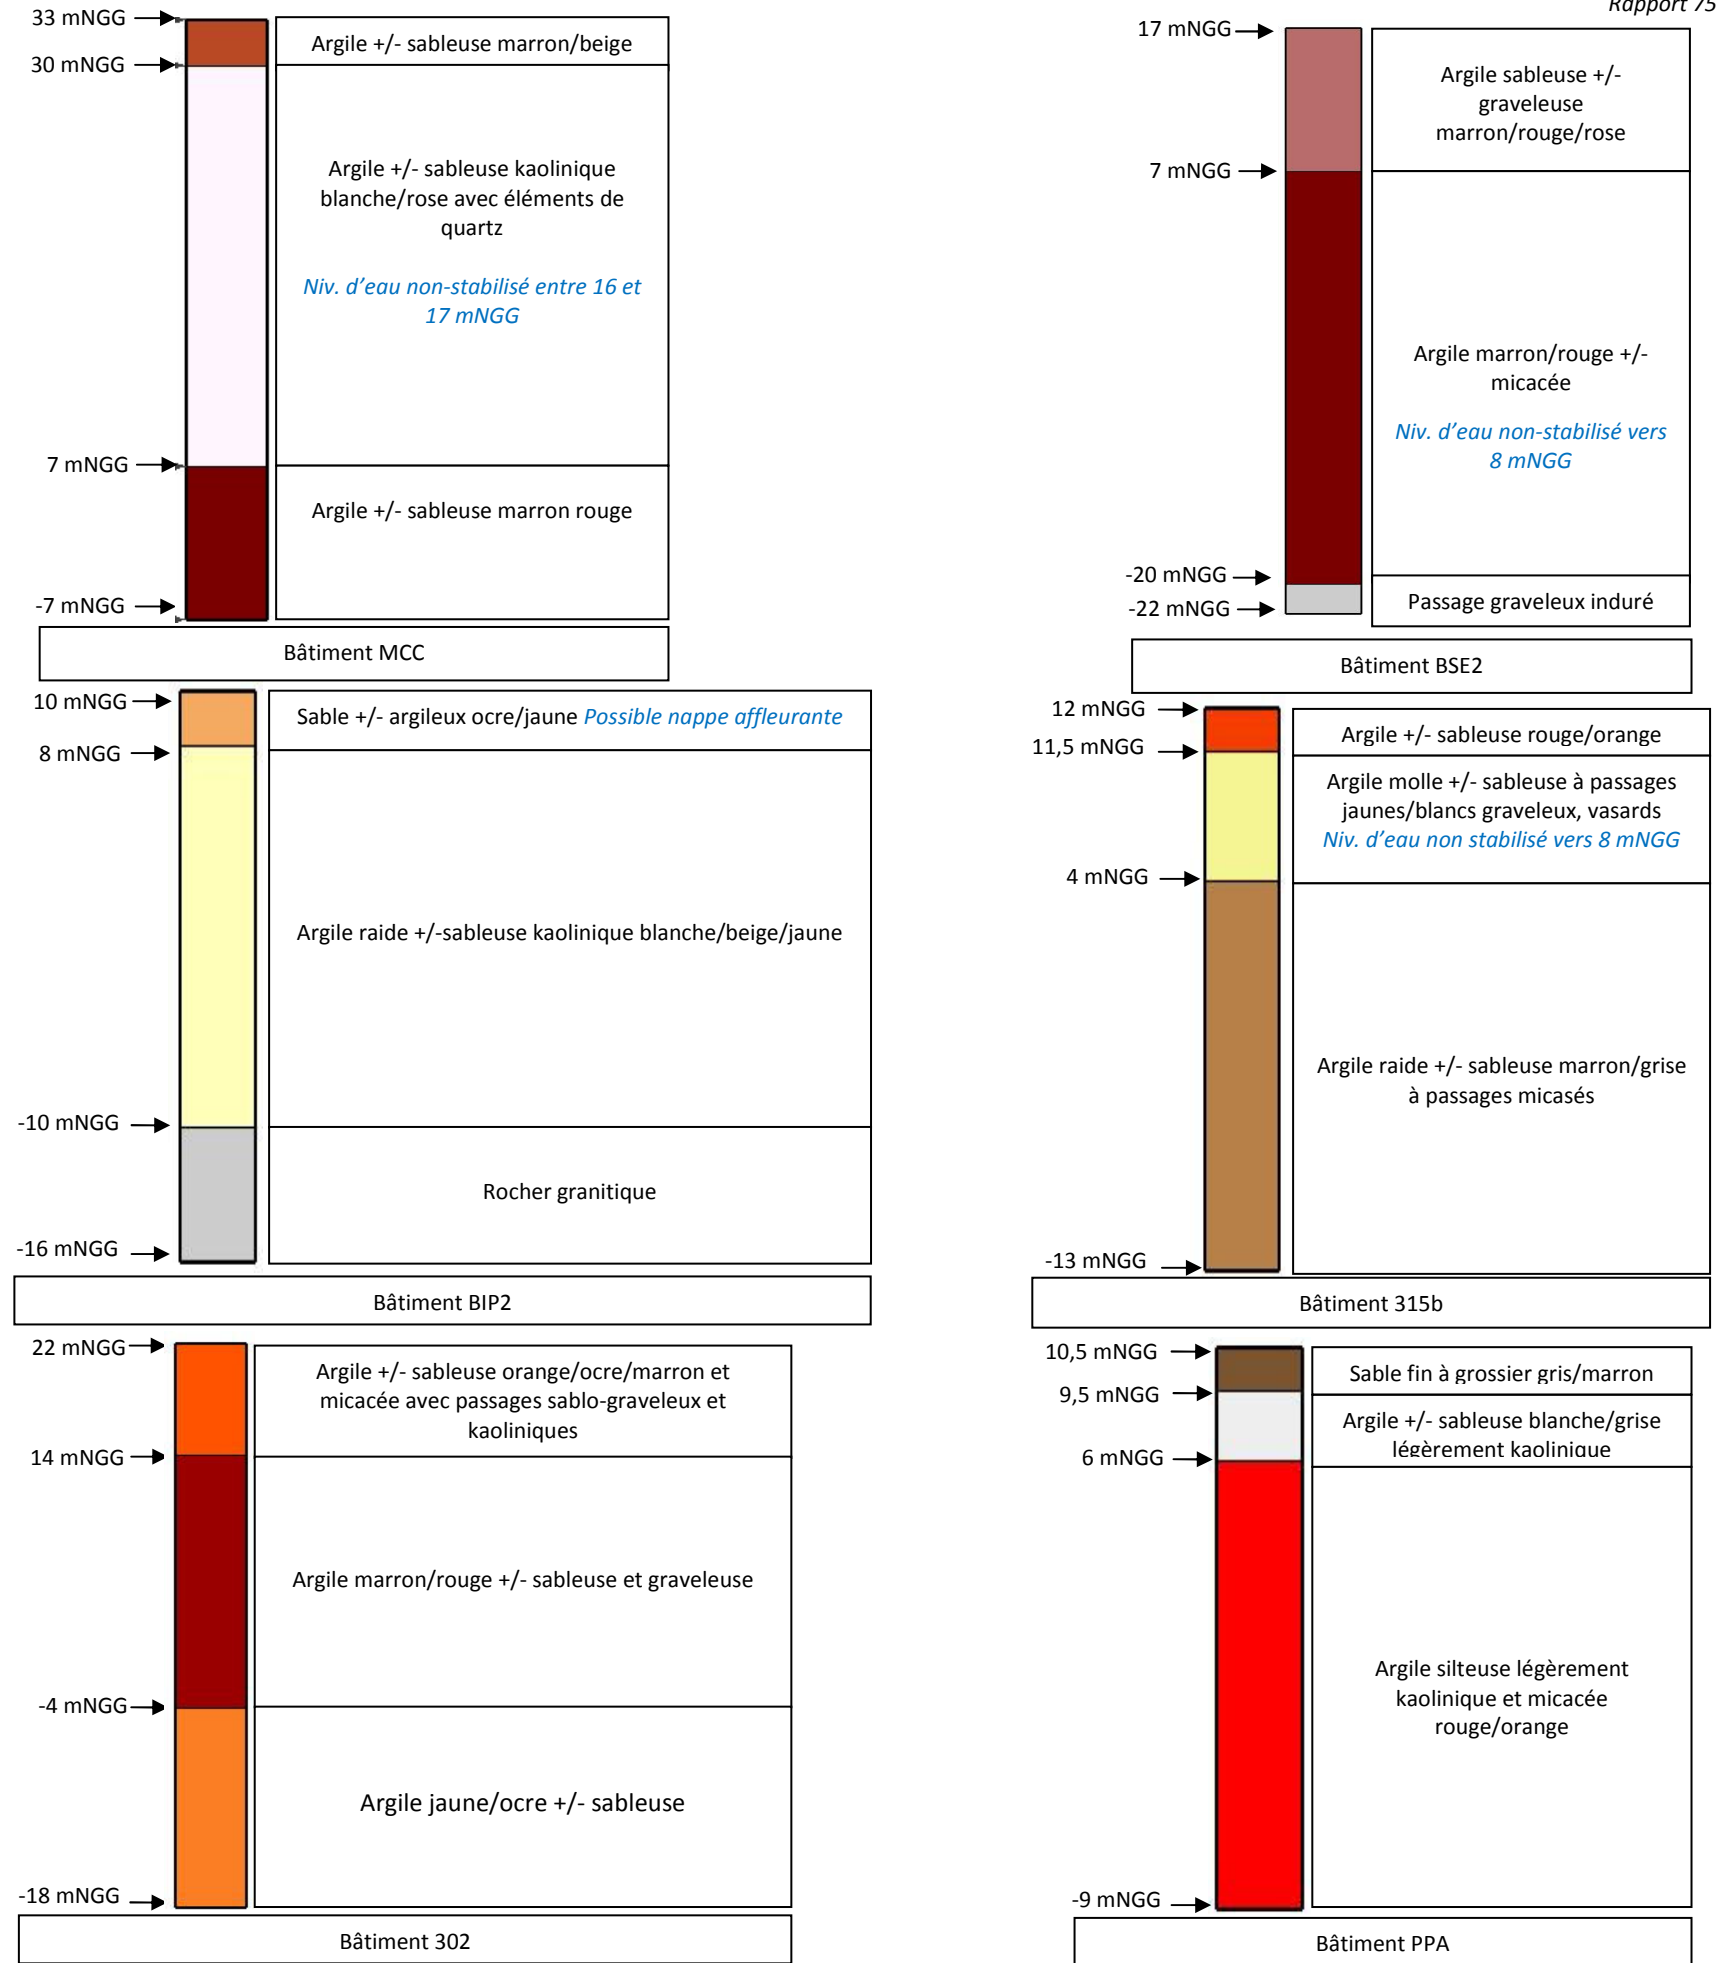 Rapport 75
33 mNGG
Argile +/- sableuse marron/beige
30 mNGG
Argile +/- sableuse kaolinique
blanche/rose avec éléments de
quartz
Niv. d'eau non-stabilisé entre 16 et
17 mNGG
7 mNGG
Argile +/- sableuse marron rouge
-7 mNGG
Bâtiment MCC
17 mNGG
Argile sableuse +/-
graveleuse
marron/rouge/rose
7 mNGG
Argile marron/rouge +/-
micacée
Niv. d'eau non-stabilisé vers
8 mNGG
-20 mNGG
Passage graveleux induré
-22 mNGG
Bâtiment BSE2
10 mNGG
Sable +/- argileux ocre/jaune Possible nappe affleurante
8 mNGG
Argile raide +/-sableuse kaolinique blanche/beige/jaune
-10 mNGG
Rocher granitique
-16 mNGG
Bâtiment BIP2
12 mNGG
Argile +/- sableuse rouge/orange
11,5 mNGG
Argile molle +/- sableuse à passages
jaunes/blancs graveleux, vasards
Niv. d'eau non stabilisé vers 8 mNGG
4 mNGG
Argile raide +/- sableuse marron/grise
à passages micasés
-13 mNGG
Bâtiment 315b
22 mNGG
Argile +/- sableuse orange/ocre/marron et
micacée avec passages sablo-graveleux et
kaoliniques
14 mNGG
Argile marron/rouge +/- sableuse et graveleuse
-4 mNGG
Argile jaune/ocre +/- sableuse
-18 mNGG
Bâtiment 302
10,5 mNGG
Sable fin à grossier gris/marron
9,5 mNGG
Argile +/- sableuse blanche/grise
légèrement kaolinique
6 mNGG
Argile silteuse légèrement
kaolinique et micacée
rouge/orange
-9 mNGG
Bâtiment PPA